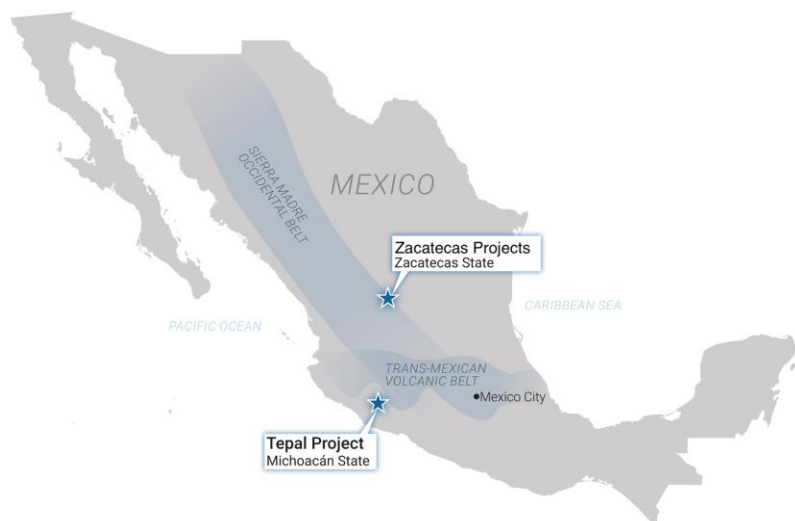 SIERRA MADRE
OCCIDENTAL BELT
MEXICO
Zacatecas Projects
Zacatecas State
PACIFIC OCEAN
CARIBBEAN SEA
TRANS-MEXICAN
VOLCANIC BELT
Mexico City
Tepal Project
Michoacán State